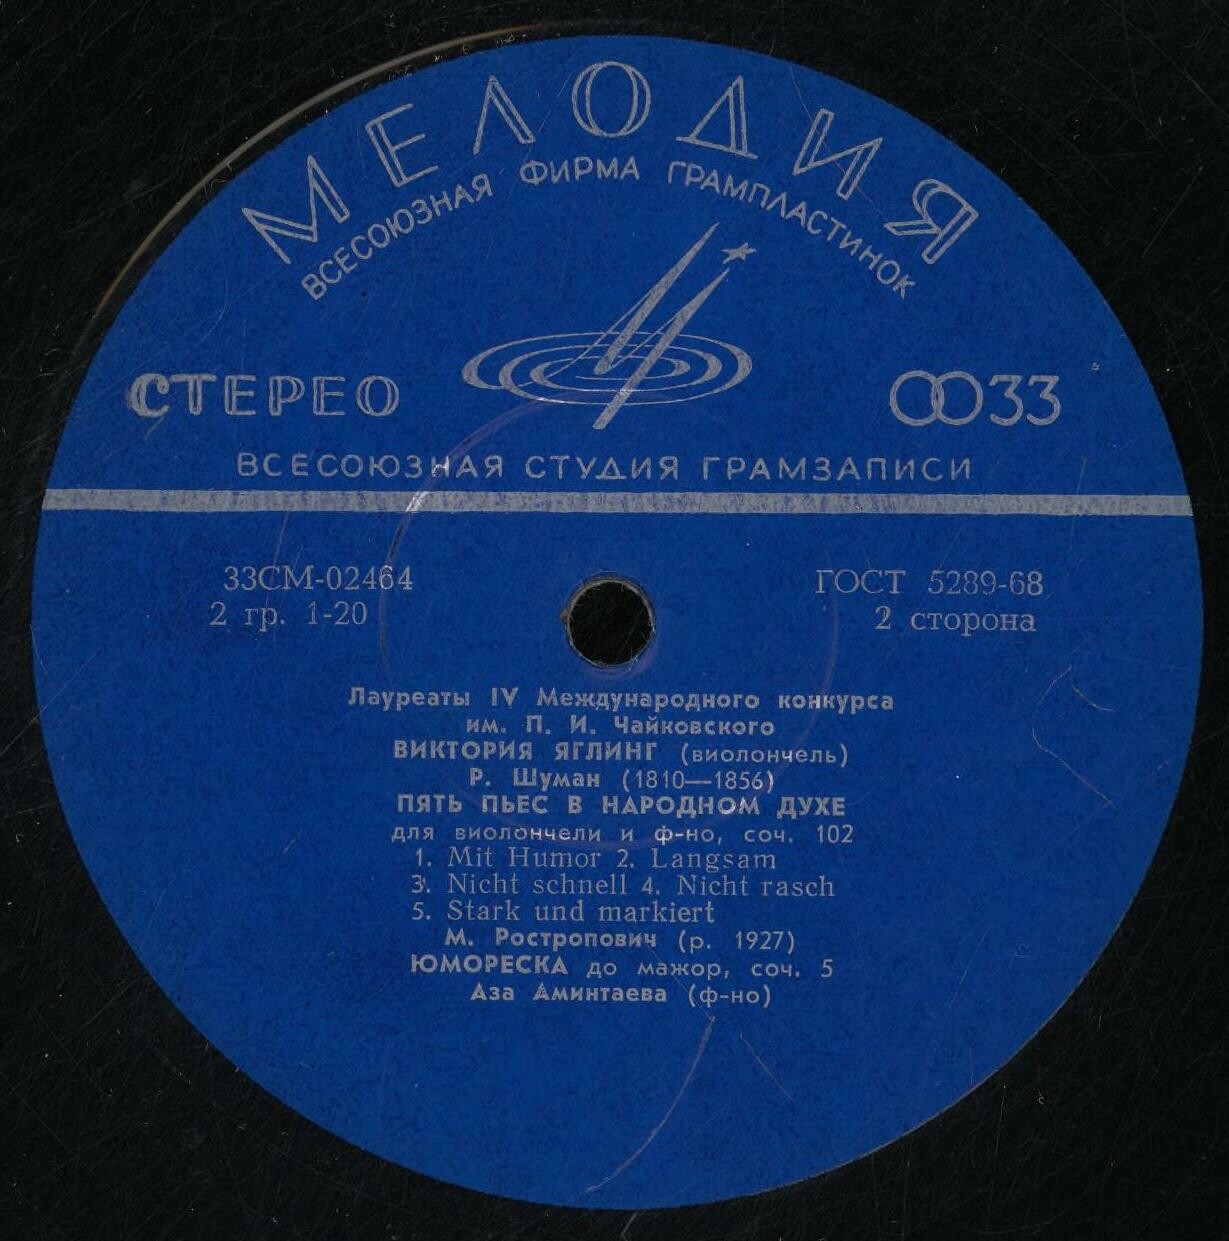 МЕЛОДИЯ
ВСЕСОЮЗНАЯ ФИРМА ГРАМПЛАСТИНОК
СТЕРЕО
33
ВСЕСОЮЗНАЯ СТУДИЯ ГРАМЗАПИСИ
33СМ-02464
ГОСТ 5289-68
2 гр. 1-20
2 сторона
Лауреаты IV Международного конкурса
им. П. И. Чайковского
ВИКТОРИЯ ЯГЛИНГ (виолончель)
Р. Шуман (1810—1856)
ПЯТЬ ПЬЕС В НАРОДНОМ ДУХЕ
для виолончели и ф-но, соч. 102
1. Mit Humor 2. Langsam
3. Nicht schnell 4. Nicht rasch
5. Stark und markiert
М. Ростропович (р. 1927)
ЮМОРЕСКА до мажор, соч. 5
Аза Аминтаева (ф-но)